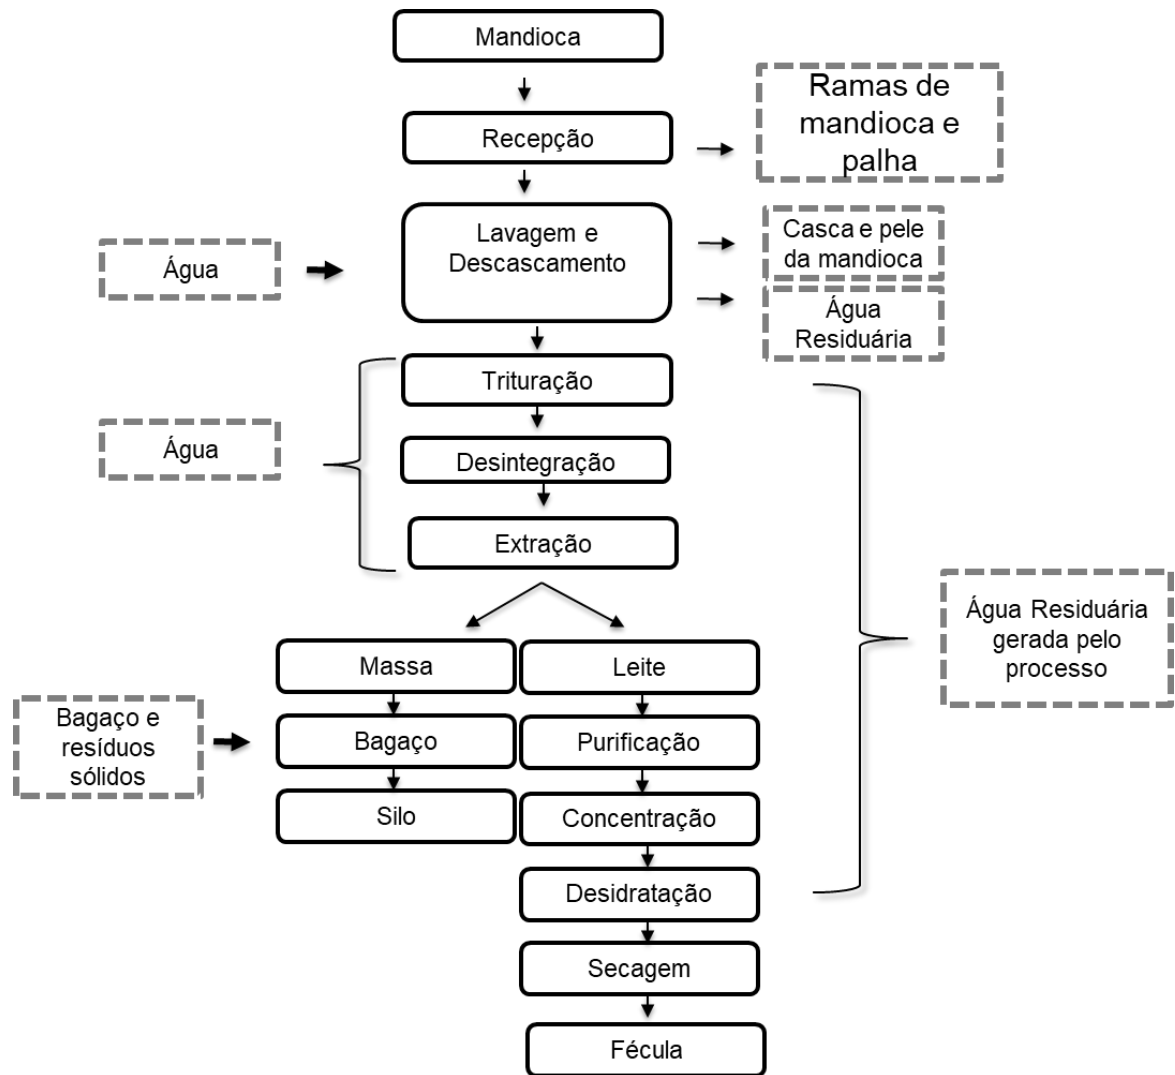 Mandioca
Recepção
Ramas de
mandioca e
palha
Lavagem e
Descascamento
Água
Casca e pele
da mandioca
Água
Residuária
Trituração
Água
Desintegração
Extração
Massa
Leite
Água Residuária
gerada pelo
processo
Bagaço e
resíduos
sólidos
Bagaço
Purificação
Silo
Concentração
Desidratação
Secagem
Fécula